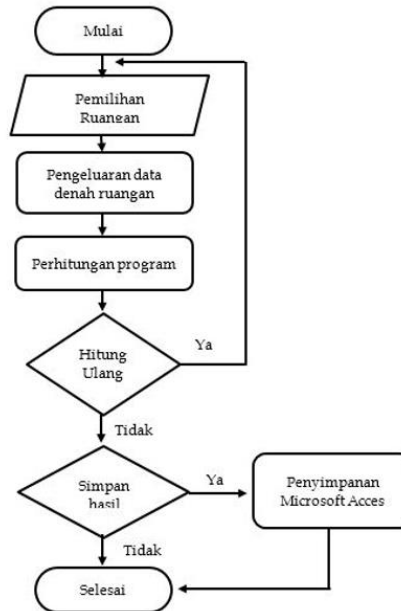 Mulai
Pemilihan
Ruangan
Pengeluaran data
denah ruangan
Perhitungan program
Hitung
Ulang
Ya
Tidak
Simpan
hasil
Ya
Penyimpanan
Microsoft Acces
Tidak
Selesai